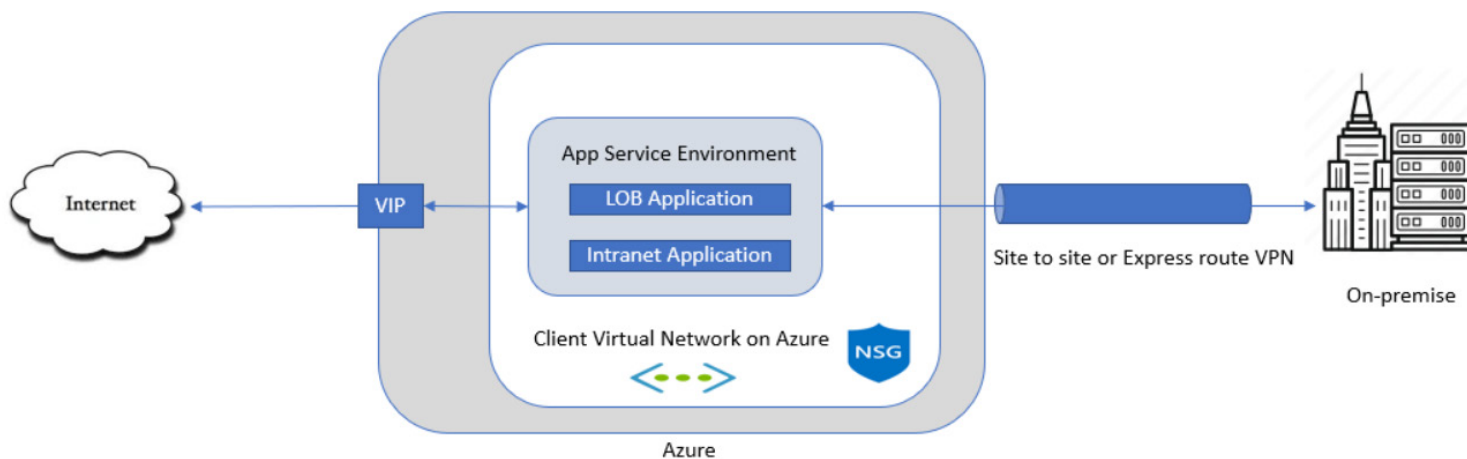 App Service Environment
LOB Application
Internet
VIP
Intranet Application
Site to site or Express route VPN
On-premise
Client Virtual Network on Azure
NSG
Azure